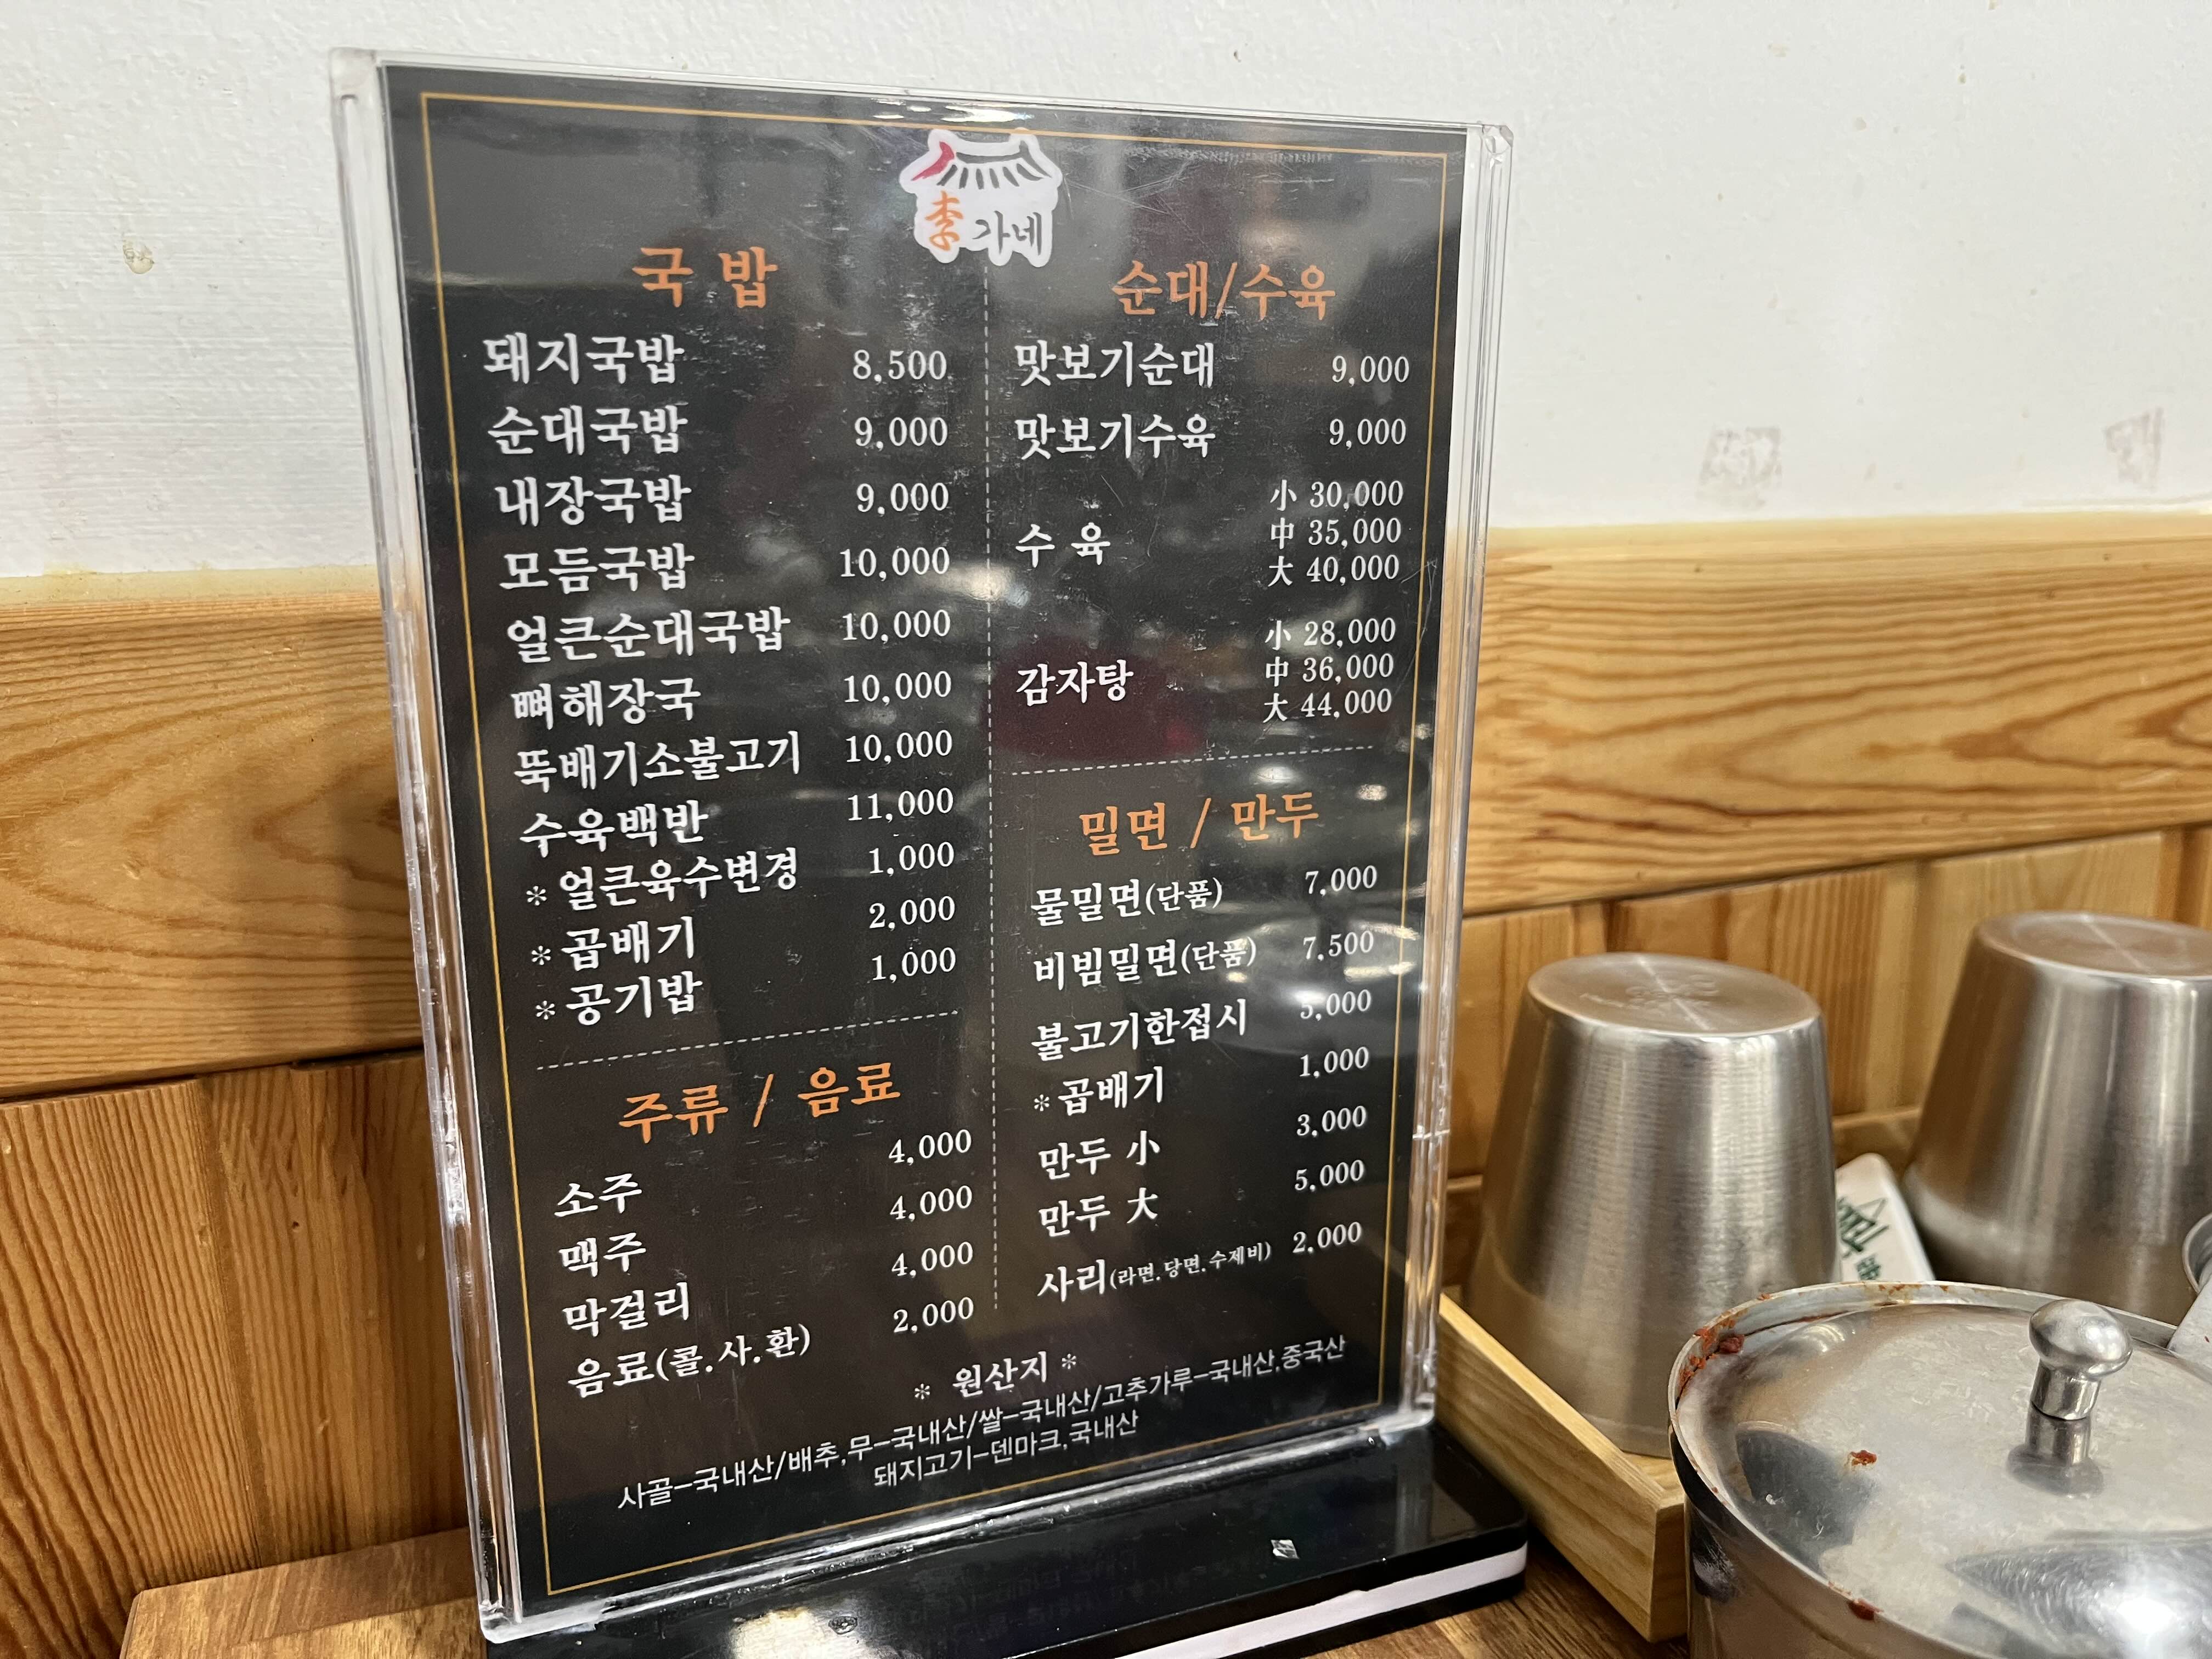 李가네
국 밥
돼지국밥 8,500
순대국밥 9,000
내장국밥 9,000
모듬국밥 10,000
얼큰순대국밥 10,000
뼈해장국 10,000
뚝배기소불고기 10,000
수육백반 11,000
* 얼큰육수변경 1,000
* 곱배기 2,000
* 공기밥 1,000
주류 / 음료
소주 4,000
맥주 4,000
막걸리 4,000
음료(콜.사.환) 2,000
순대/수육
맛보기순대 9,000
맛보기수육 9,000
수 육
小 30,000
中 35,000
大 40,000
감자탕
小 28,000
中 36,000
大 44,000
밀면 / 만두
물밀면(단품) 7,000
비빔밀면(단품) 7,500
불고기한접시 5,000
* 곱배기 1,000
만두 小 3,000
만두 大 5,000
사리(라면.당면.수제비) 2,000
* 원산지 *
사골-국내산/배추,무-국내산/쌀-국내산/고추가루-국내산,중국산
돼지고기-덴마크,국내산